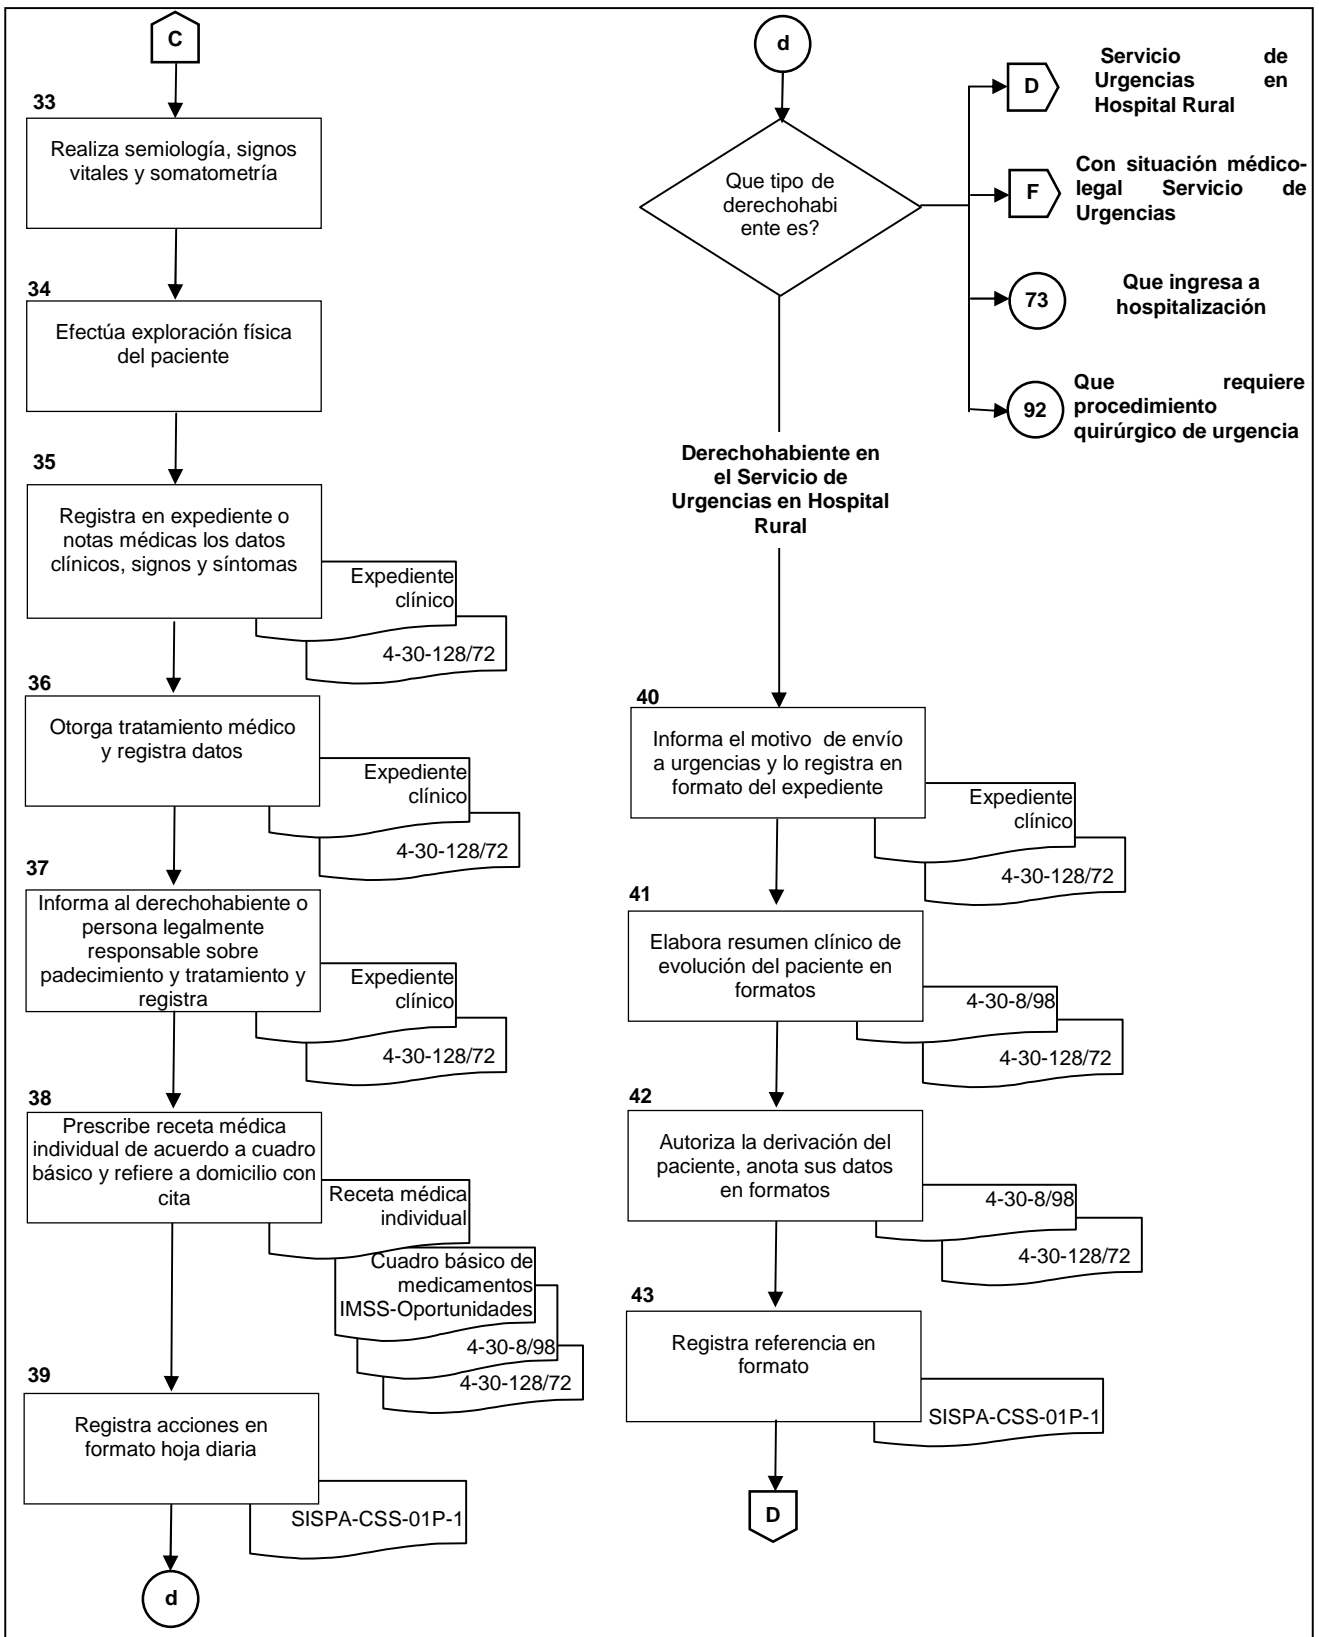 C
33
Realiza semiología, signos
vitales y somatometría
34
Efectúa exploración física
del paciente
35
Registra en expediente o
notas médicas los datos
clínicos, signos y síntomas
Expediente
clínico
4-30-128/72
36
Otorga tratamiento médico
y registra datos
Expediente
clínico
4-30-128/72
37
Informa al derechohabiente o
persona legalmente
responsable sobre
padecimiento y tratamiento y
registra
Expediente
clínico
4-30-128/72
38
Prescribe receta médica
individual de acuerdo a cuadro
básico y refiere a domicilio con
cita
Receta médica
individual
Cuadro básico de
medicamentos
IMSS-Oportunidades
4-30-8/98
4-30-128/72
39
Registra acciones en
formato hoja diaria
SISPA-CSS-01P-1
d
d
Que tipo de
derechohabi
ente es?
D
Servicio de
Urgencias en
Hospital Rural
F
Con situación médico-
legal Servicio de
Urgencias
73
Que ingresa a
hospitalización
92
Que requiere
procedimiento
quirúrgico de urgencia
Derechohabiente en
el Servicio de
Urgencias en Hospital
Rural
40
Informa el motivo de envío
a urgencias y lo registra en
formato del expediente
Expediente
clínico
4-30-128/72
41
Elabora resumen clínico de
evolución del paciente en
formatos
4-30-8/98
4-30-128/72
42
Autoriza la derivación del
paciente, anota sus datos
en formatos
4-30-8/98
4-30-128/72
43
Registra referencia en
formato
SISPA-CSS-01P-1
D